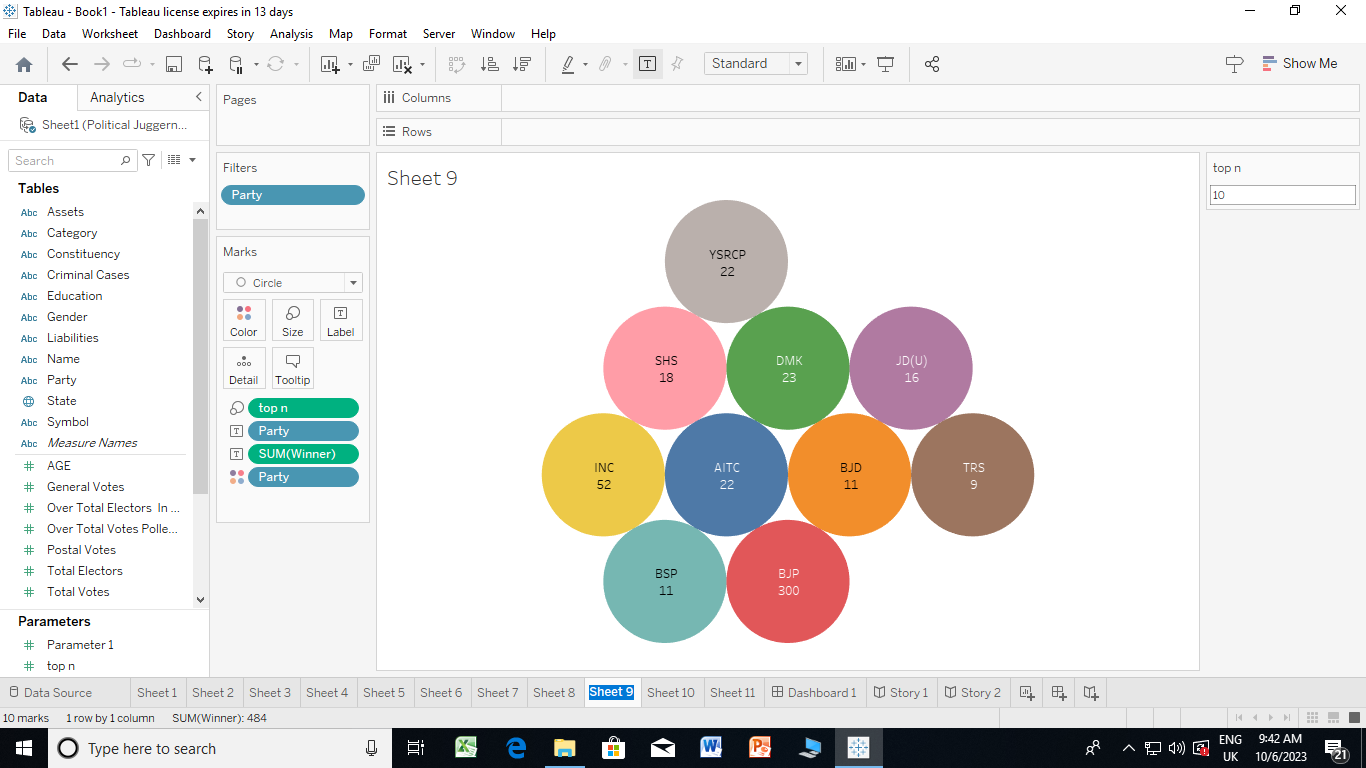 Tableau - Book1 - Tableau license expires in 13 days
File Data Worksheet Dashboard Story Analysis Map Format Server Window Help
Standard
Show Me
Data Analytics
Sheet1 (Political Juggern...
Search
Tables
Abc Assets
Abc Category
Abc Constituency
Abc Criminal Cases
Abc Education
Abc Gender
Abc Liabilities
Abc Name
Abc Party
State
Abc Symbol
Abc Measure Names
# AGE
# General Votes
# Over Total Electors In ...
# Over Total Votes Polle...
# Postal Votes
# Total Electors
# Total Votes
Parameters
# Parameter 1
# top n
Pages
Filters
Party
Marks
Circle
Color Size Label
Detail Tooltip
top n
Party
SUM(Winner)
Party
Columns
Rows
Sheet 9
YSRCP
22
SHS
18
DMK
23
JD(U)
16
INC
52
AITC
22
BJD
11
TRS
9
BSP
11
BJP
300
top n
10
Data Source Sheet 1 Sheet 2 Sheet 3 Sheet 4 Sheet 5 Sheet 6 Sheet 7 Sheet 8 Sheet 9 Sheet 10 Sheet 11 Dashboard 1 Story 1 Story 2
10 marks 1 row by 1 column SUM(Winner): 484
Type here to search
ENG
UK
9:42 AM
10/6/2023
21